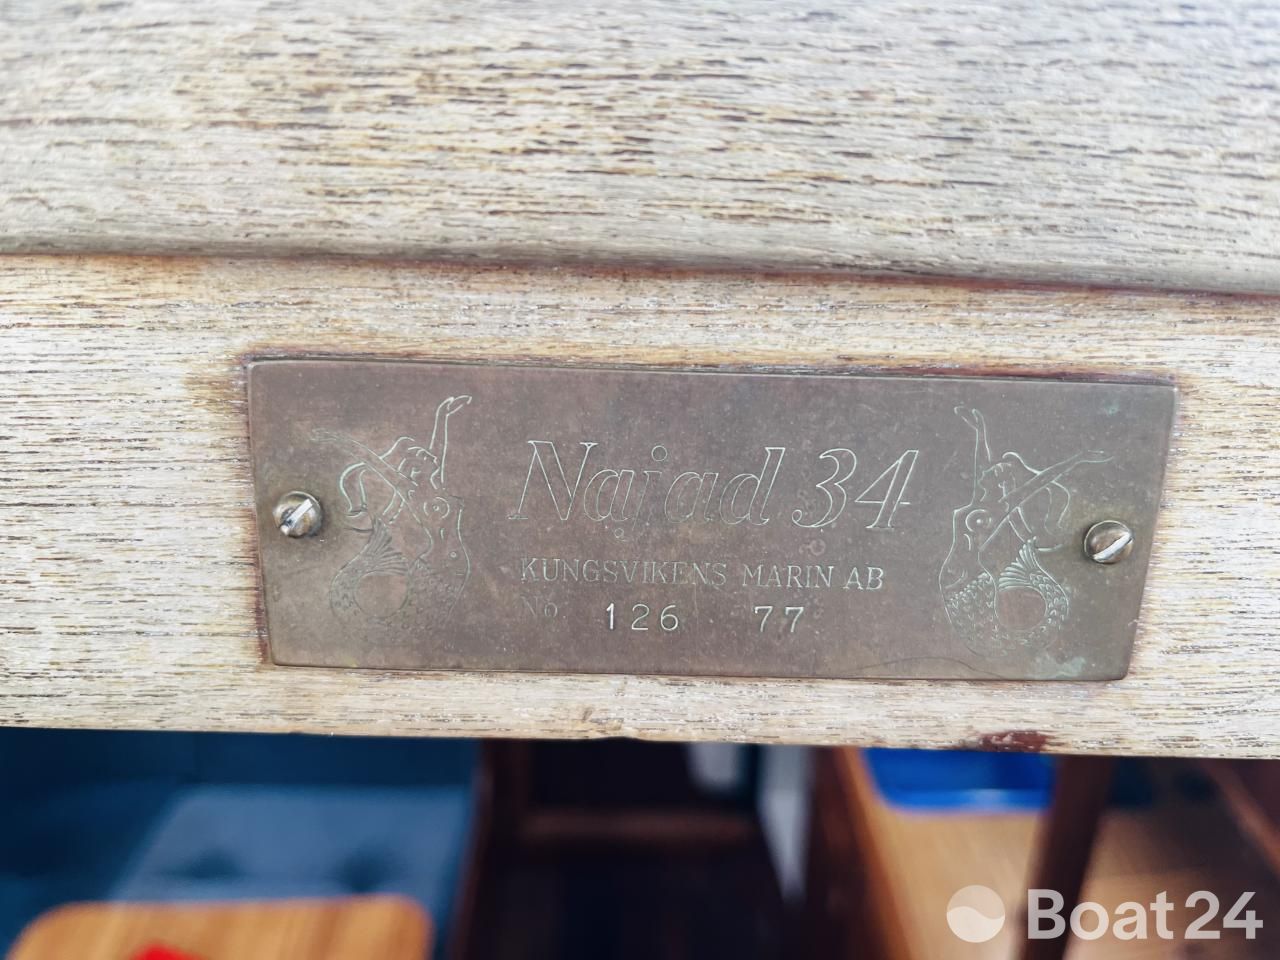 Najad 34
KUNGSVIKENS MARIN AB
No 126 77
Boat24